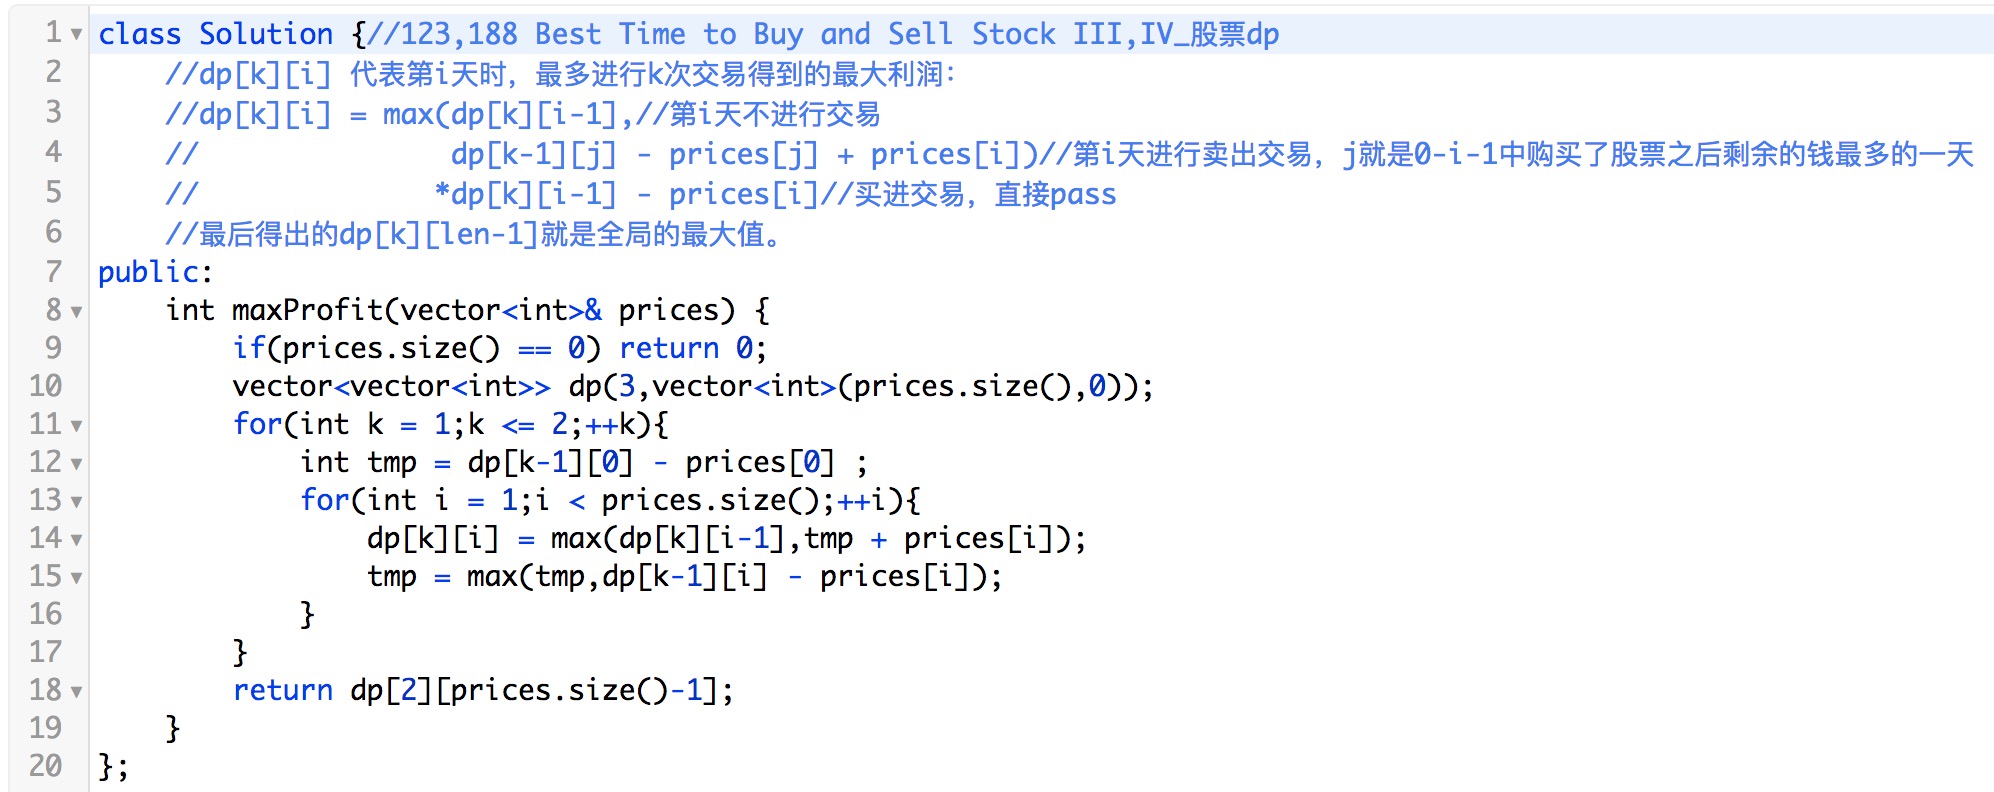 1 class Solution {//123,188 Best Time to Buy and Sell Stock III,IV_股票dp
2 //dp[k][i] 代表第i天时，最多进行k次交易得到的最大利润：
3 //dp[k][i] = max(dp[k][i-1],//第i天不进行交易
4 // dp[k-1][j] - prices[j] + prices[i])//第i天进行卖出交易，j就是0-i-1中购买了股票之后剩余的钱最多的一天
5 // *dp[k][i-1] - prices[i]//买进交易，直接pass
6 //最后得出的dp[k][len-1]就是全局的最大值。
7 public:
8 int maxProfit(vector<int>& prices) {
9 if(prices.size() == 0) return 0;
10 vector<vector<int>> dp(3,vector<int>(prices.size(),0));
11 for(int k = 1;k <= 2;++k){
12 int tmp = dp[k-1][0] - prices[0] ;
13 for(int i = 1;i < prices.size();++i){
14 dp[k][i] = max(dp[k][i-1],tmp + prices[i]);
15 tmp = max(tmp,dp[k-1][i] - prices[i]);
16 }
17 }
18 return dp[2][prices.size()-1];
19 }
20 };